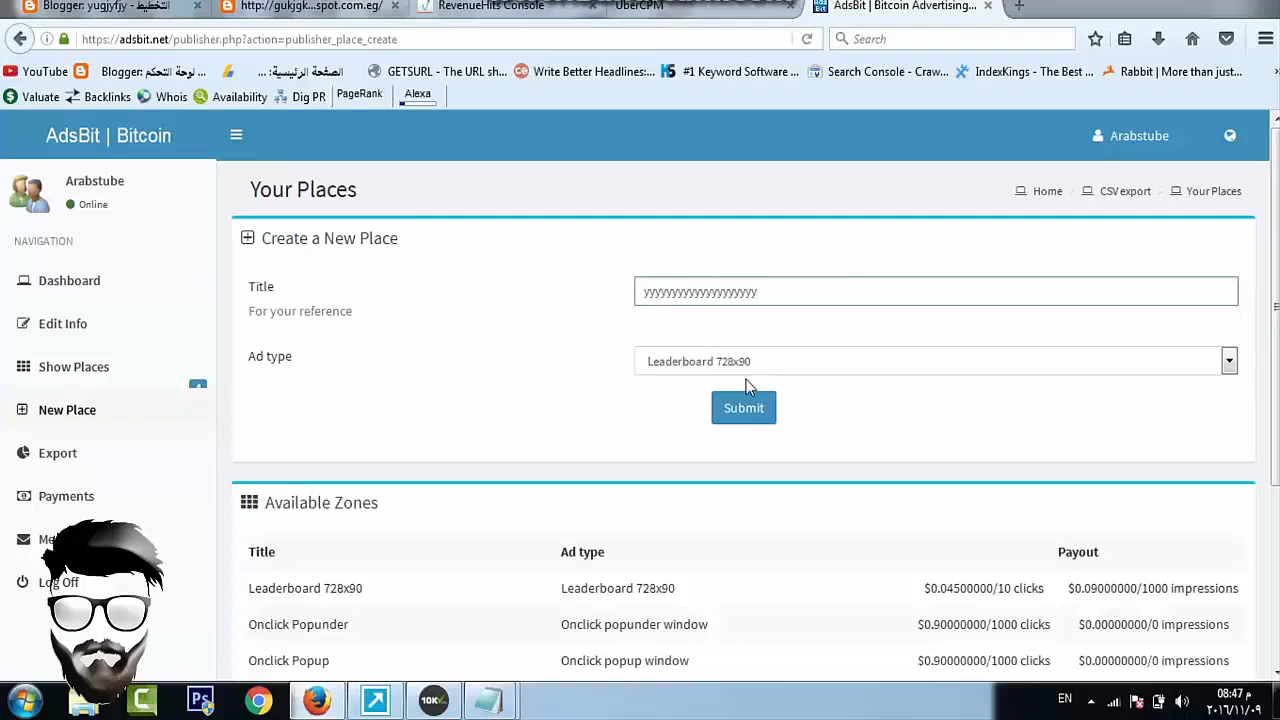 Blogger: yugjyfjy - التخطيط
http://gukjgk...spot.com.eg/
RevenueHits Console
UberCPM
AdsBit | Bitcoin Advertising...
https://adsbit.net/publisher.php?action=publisher_place_create
Search
YouTube
Blogger: لوحة التحكم...
الصفحة الرئيسية: ...
GETSURL - The URL sh...
Write Better Headlines:...
#1 Keyword Software ...
Search Console - Craw...
IndexKings - The Best ...
Rabbit | More than just...
Valuate
Backlinks
Whois
Availability
Dig PR
PageRank
Alexa
AdsBit | Bitcoin
Arabstube
Arabstube
Online
NAVIGATION
Dashboard
Edit Info
Show Places
New Place
Export
Payments
Log Off
Your Places
Home
CSV export
Your Places
Create a New Place
Title
For your reference
yyyyyyyyyyyyyyyyyyyy
Ad type
Leaderboard 728x90
Submit
Available Zones
Title Ad type Payout
Leaderboard 728x90 Leaderboard 728x90 $0.04500000/10 clicks $0.09000000/1000 impressions
Onclick Popunder Onclick popunder window $0.90000000/1000 clicks $0.00000000/0 impressions
Onclick Popup Onclick popup window $0.90000000/1000 clicks $0.00000000/0 impressions
Ps
10K
EN
08:47 م
٢٠١٦/١١/٠٩